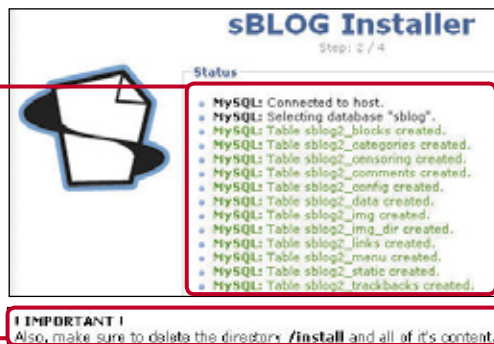 sBLOG Installer
Step: 2 / 4
Status
MySQL: Connected to host.
MySQL: Selecting database "sblog".
MySQL: Table sblog2_blocks created.
MySQL: Table sblog2_categories created.
MySQL: Table sblog2_censoring created.
MySQL: Table sblog2_comments created.
MySQL: Table sblog2_config created.
MySQL: Table sblog2_data created.
MySQL: Table sblog2_img created.
MySQL: Table sblog2_img_dir created.
MySQL: Table sblog2_links created.
MySQL: Table sblog2_menu created.
MySQL: Table sblog2_static created.
MySQL: Table sblog2_trackbacks created.
! IMPORTANT !
Also, make sure to delete the directory /install and all of it's content.